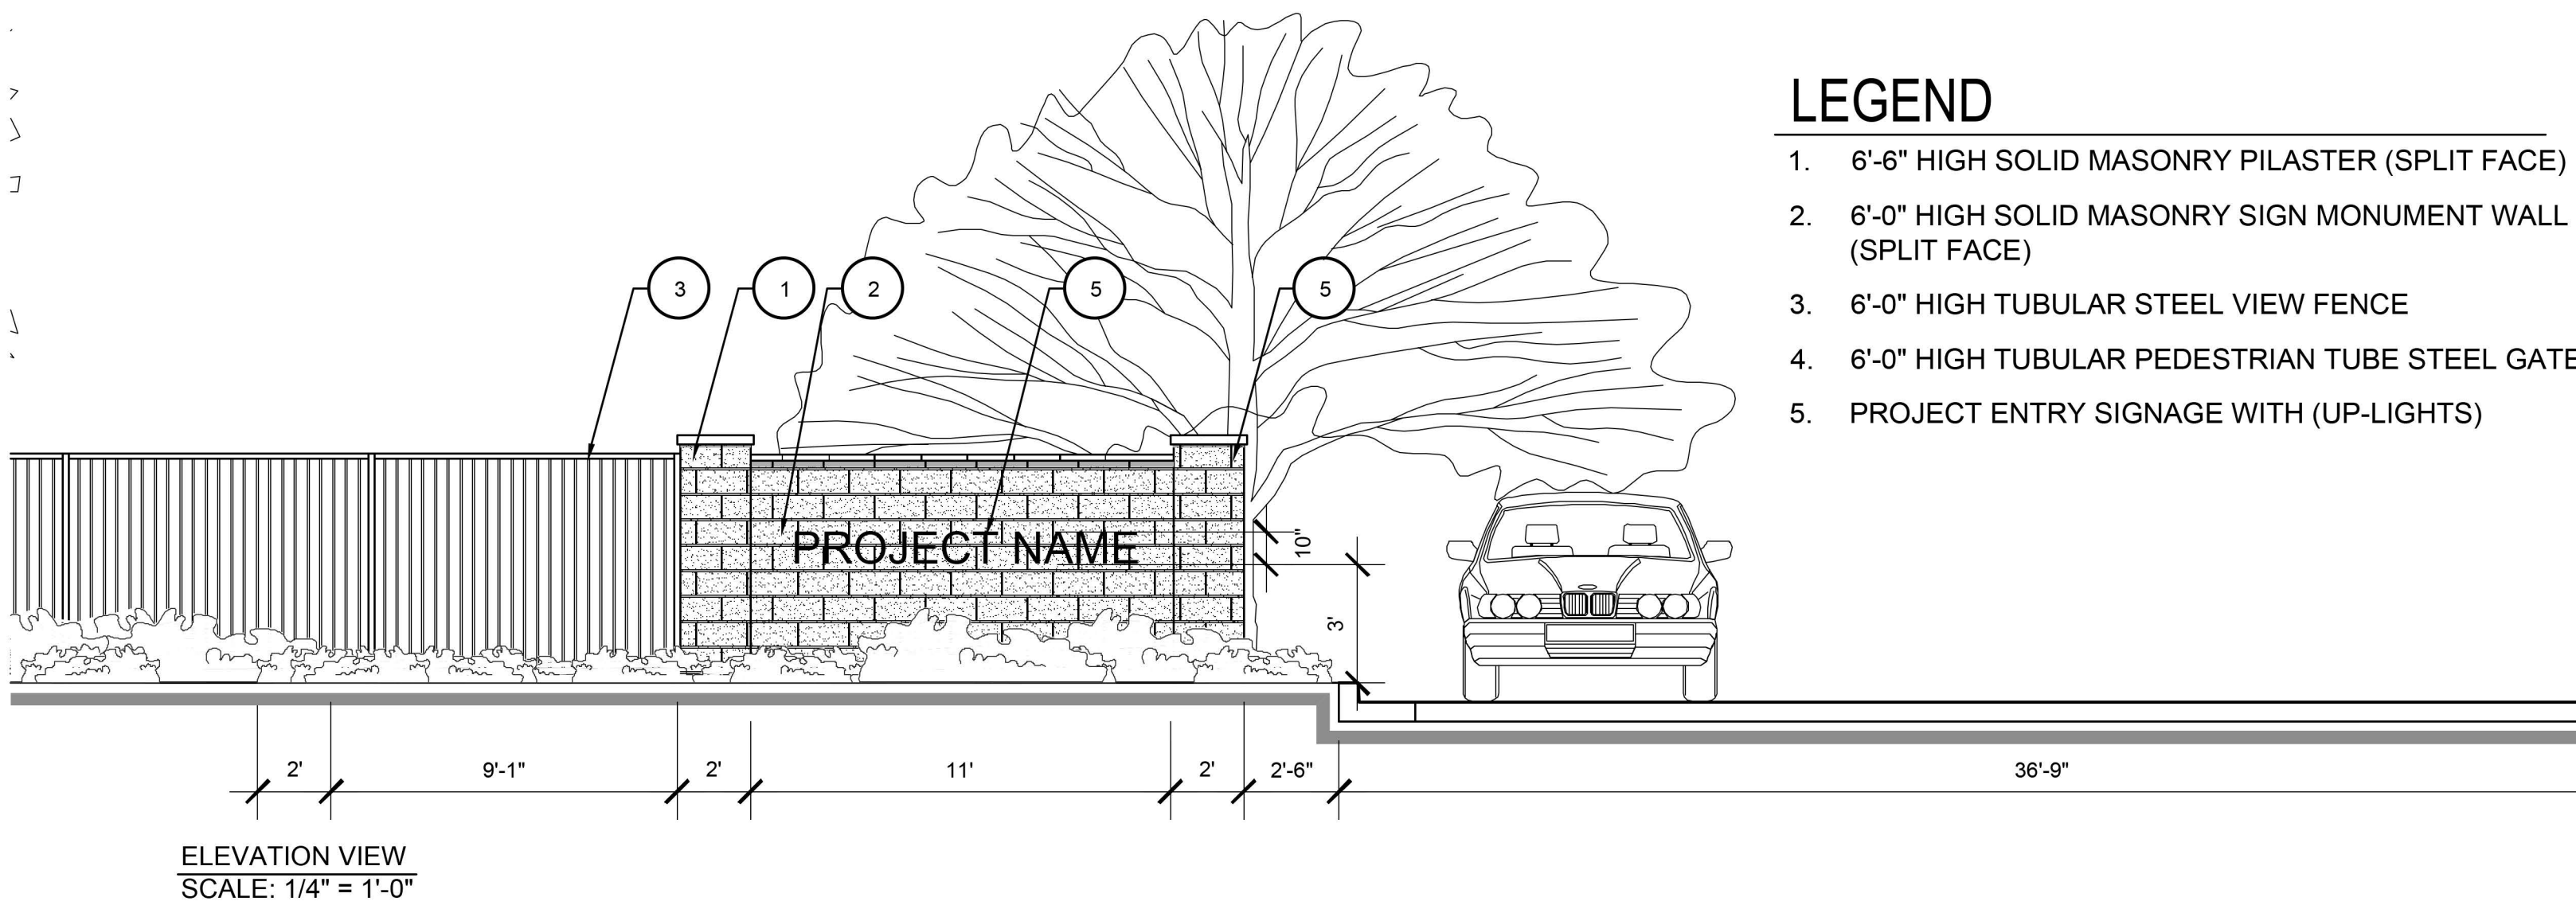 LEGEND
1. 6'-6" HIGH SOLID MASONRY PILASTER (SPLIT FACE)
2. 6'-0" HIGH SOLID MASONRY SIGN MONUMENT WALL
(SPLIT FACE)
3. 6'-0" HIGH TUBULAR STEEL VIEW FENCE
4. 6'-0" HIGH TUBULAR PEDESTRIAN TUBE STEEL GATE
5. PROJECT ENTRY SIGNAGE WITH (UP-LIGHTS)
3 1 2 5 5
PROJECT NAME
10"
3'
2' 9'-1" 2' 11' 2' 2'-6" 36'-9"
ELEVATION VIEW
SCALE: 1/4" = 1'-0"